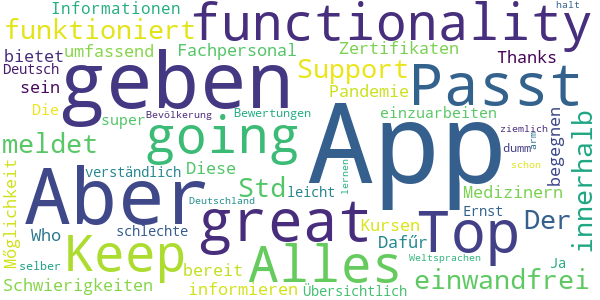 Informationen halt
funktioniert functionality
bietet umfassend Fachpersonal Zertifikaten Thanks
Deutsch geben Support Passt
sein Pandemie
Die super Bevölkerung Bewertungen einzuarbeiten
meldet going App ziemlich begegnen innerhalb
Diese dumm arm
Möglichkeit verständlich lernen schon
Aber Std leicht Medizinern
Deutschland great Kursen Ernst Top Der
Who schlechte Dafür
Keep bereit Alles Weltsprachen Ja
selber einwandfrei
Schwierigkeiten informieren Übersichtlich